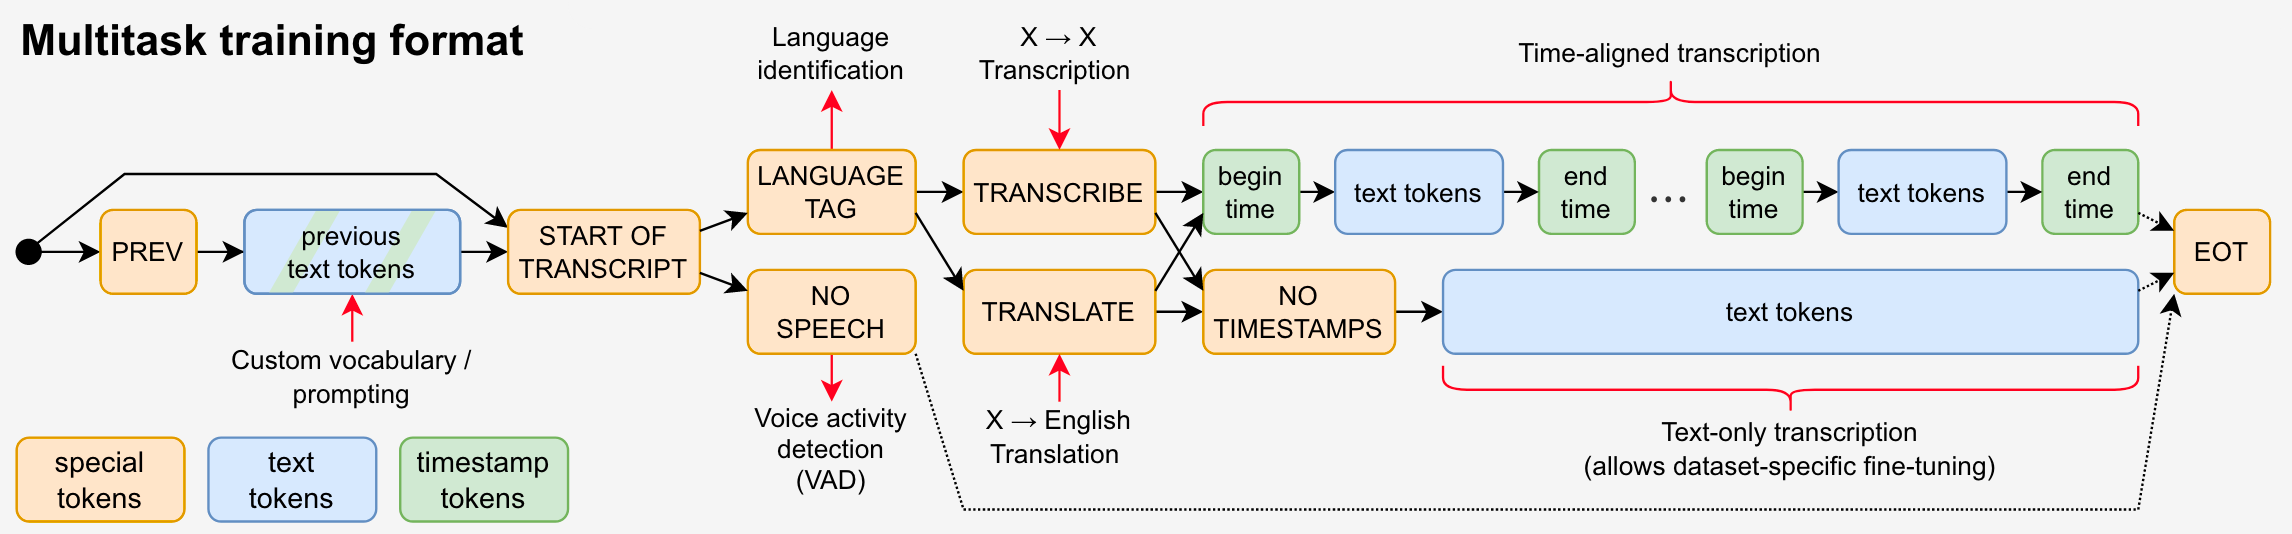 Multitask training format
Language
identification
X → X
Transcription
Time-aligned transcription
PREV
previous
text tokens
START OF
TRANSCRIPT
LANGUAGE
TAG
TRANSCRIBE
begin
time
text tokens
end
time
...
begin
time
text tokens
end
time
EOT
NO
SPEECH
TRANSLATE
NO
TIMESTAMPS
text tokens
Custom vocabulary /
prompting
Voice activity
detection
(VAD)
X → English
Translation
Text-only transcription
(allows dataset-specific fine-tuning)
special
tokens
text
tokens
timestamp
tokens